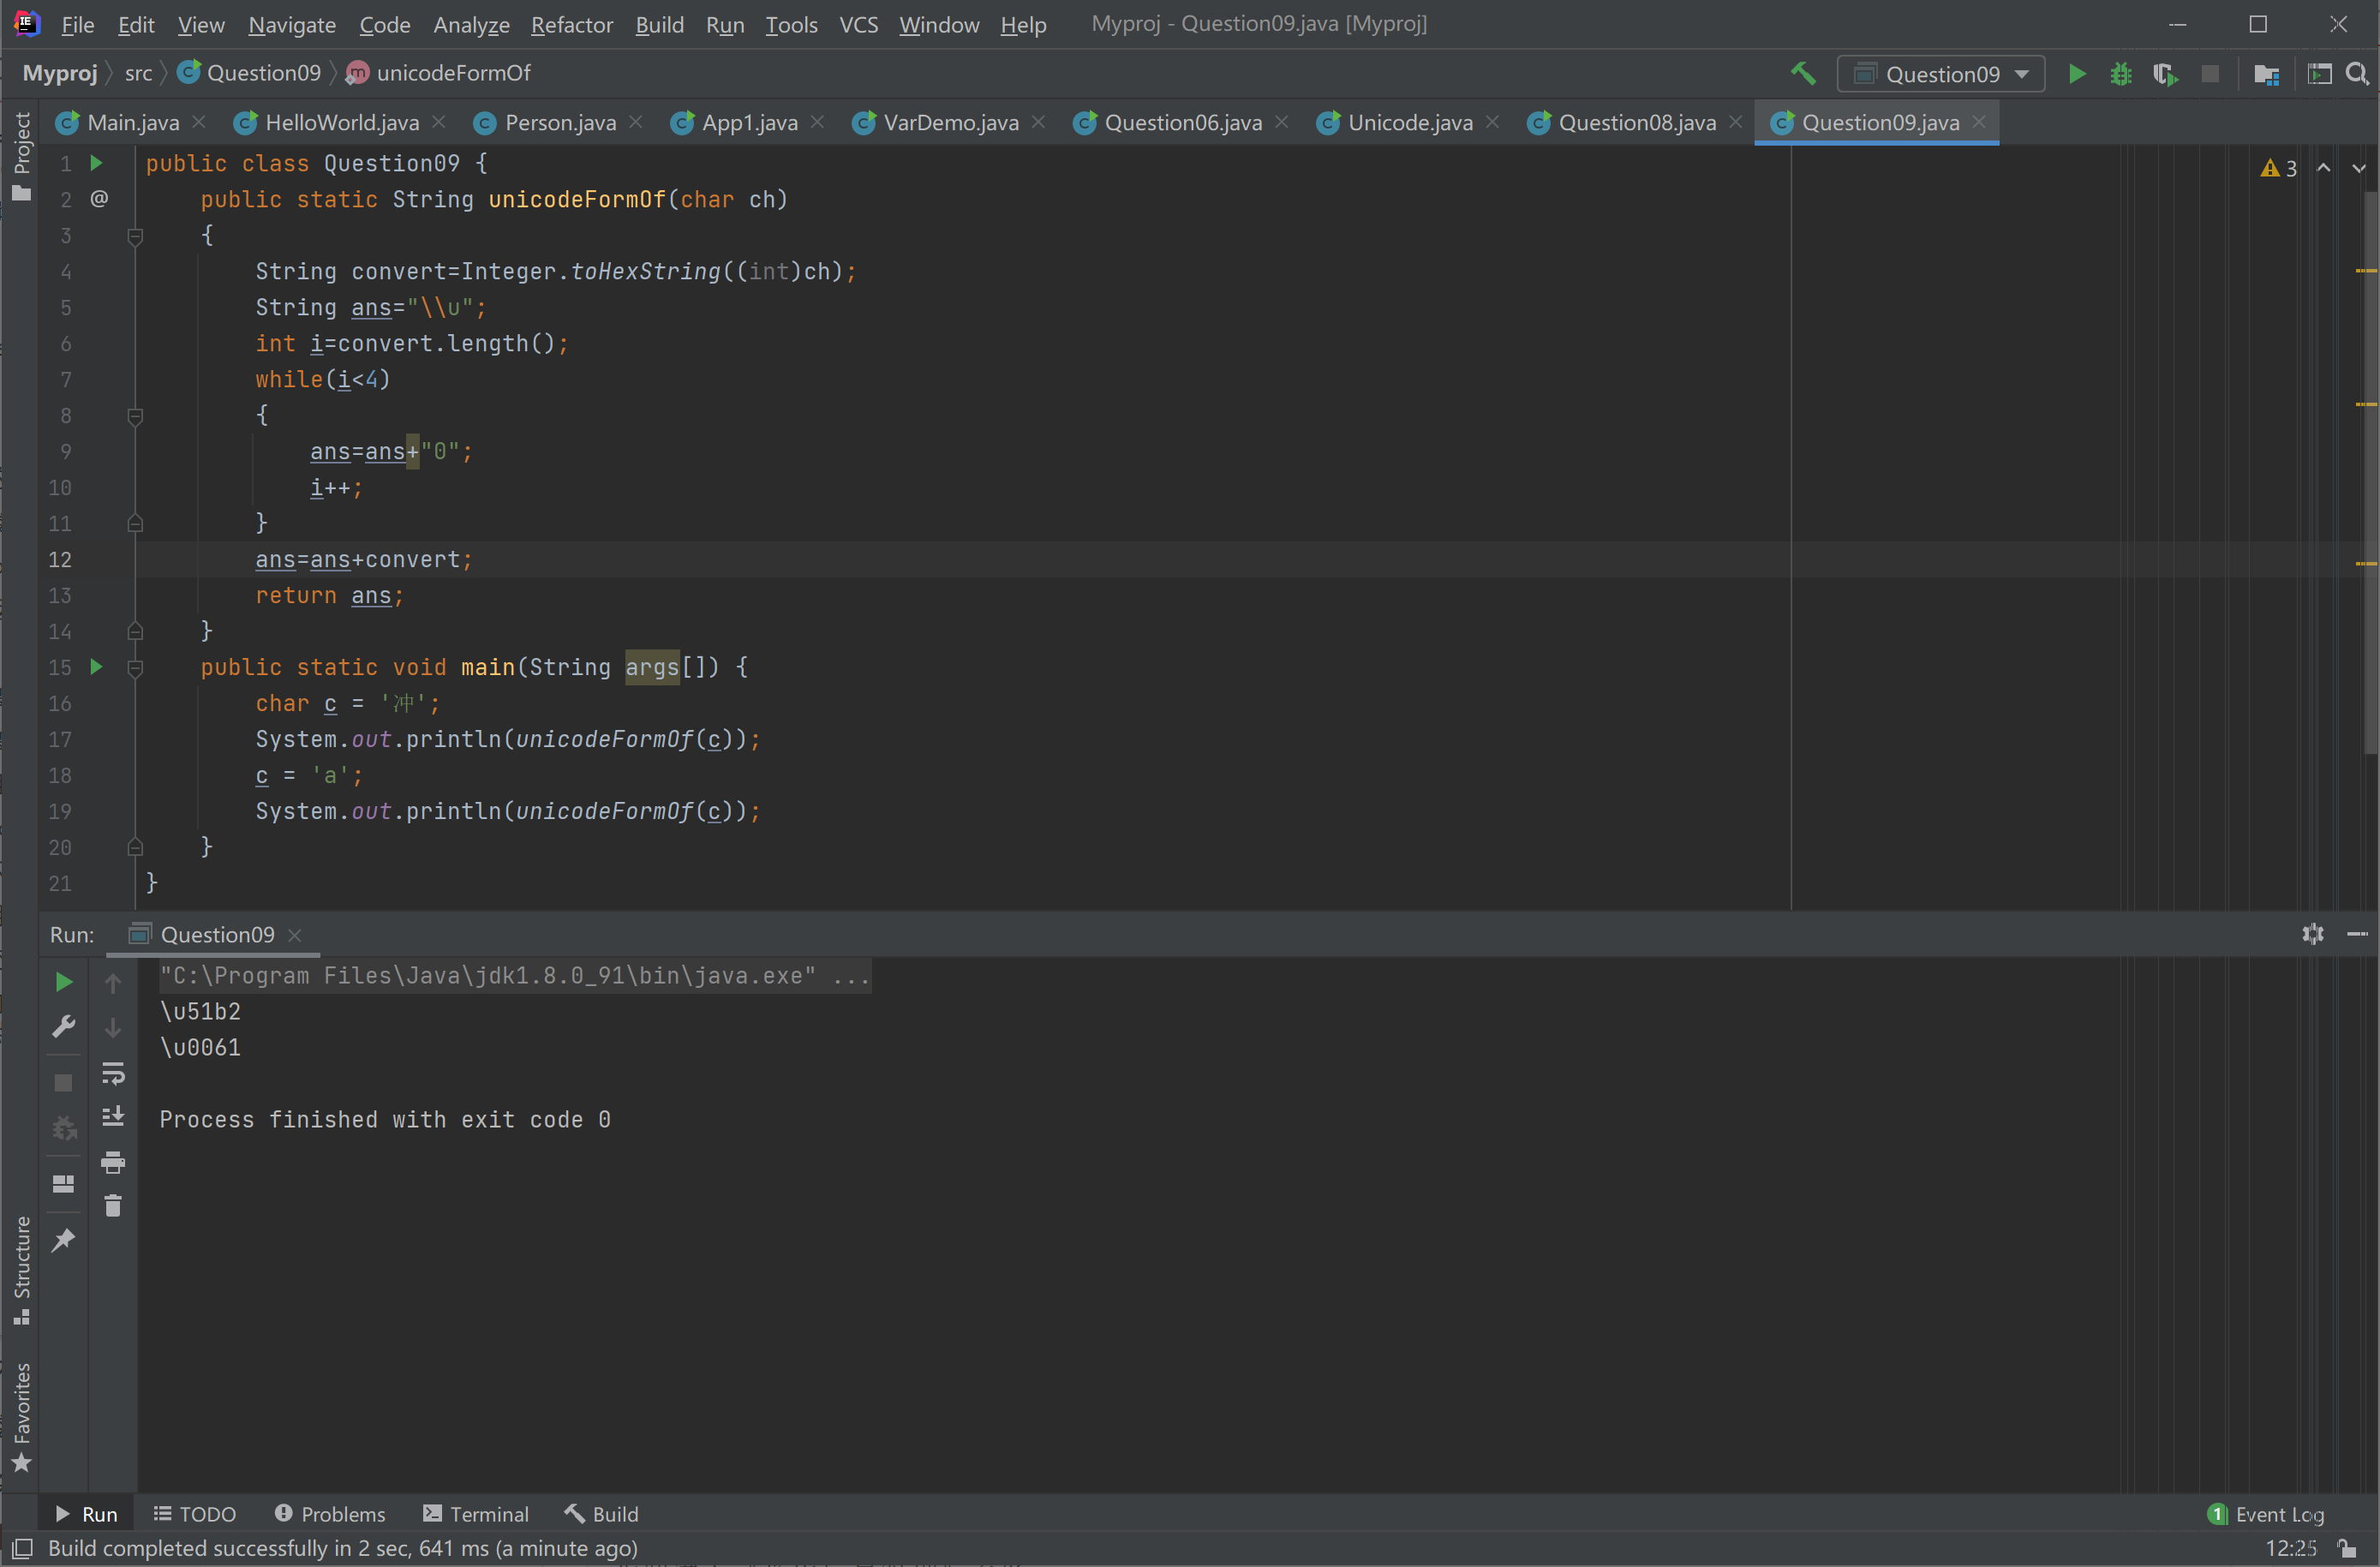 File Edit View Navigate Code Analyze Refactor Build Run Tools VCS Window Help Myproj - Question09.java [Myproj]
Myproj src Question09 unicodeFormOf Question09
Main.java HelloWorld.java Person.java App1.java VarDemo.java Question06.java Unicode.java Question08.java Question09.java
Project
1 public class Question09 {
3
2 @ public static String unicodeFormOf(char ch)
3 {
4 String convert=Integer.toHexString((int)ch);
5 String ans="\\u";
6 int i=convert.length();
7 while(i<4)
8 {
9 ans=ans+"0";
10 i++;
11 }
12 ans=ans+convert;
13 return ans;
14 }
15 public static void main(String args[]) {
16 char c = '冲';
17 System.out.println(unicodeFormOf(c));
18 c = 'a';
19 System.out.println(unicodeFormOf(c));
20 }
21 }
Run: Question09
"C:\Program Files\Java\jdk1.8.0_91\bin\java.exe" ...
\u51b2
\u0061
Process finished with exit code 0
Structure
Favorites
Run TODO Problems Terminal Build 1 Event Log
Build completed successfully in 2 sec, 641 ms (a minute ago) 12:25